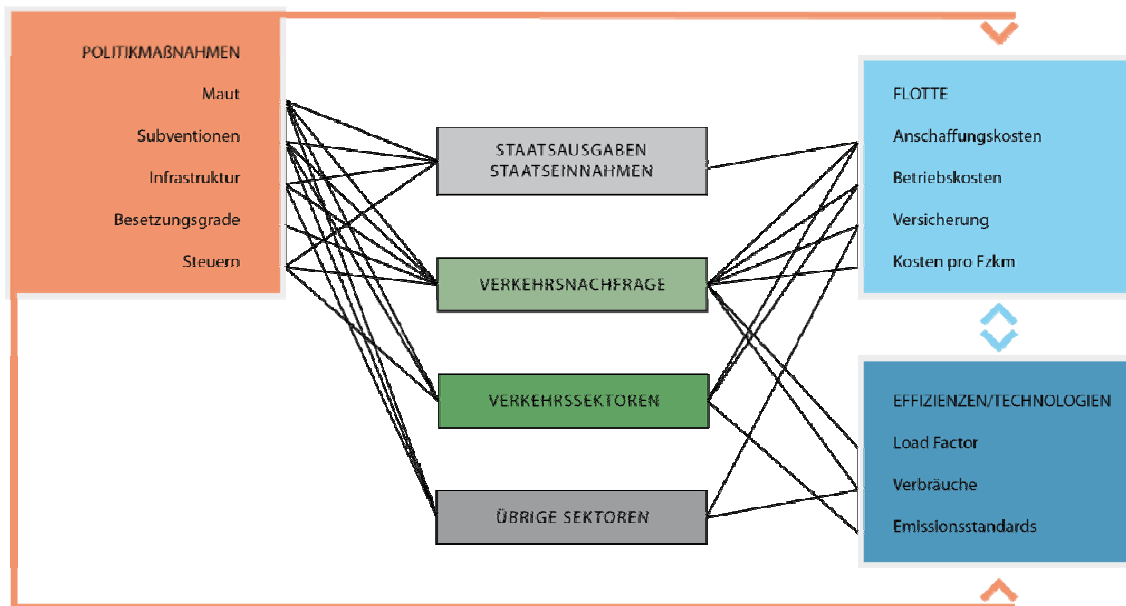 POLITIKMAßNAHMEN
Maut
Subventionen
Infrastruktur
Besetzungsgrade
Steuern
STAATSAUSGABEN
STAATSEINNAHMEN
VERKEHRSNACHFRAGE
VERKEHRSSEKTOREN
ÜBRIGE SEKTOREN
FLOTTE
Anschaffungskosten
Betriebskosten
Versicherung
Kosten pro Fzkm
EFFIZIENZEN/TECHNOLOGIEN
Load Factor
Verbräuche
Emissionsstandards